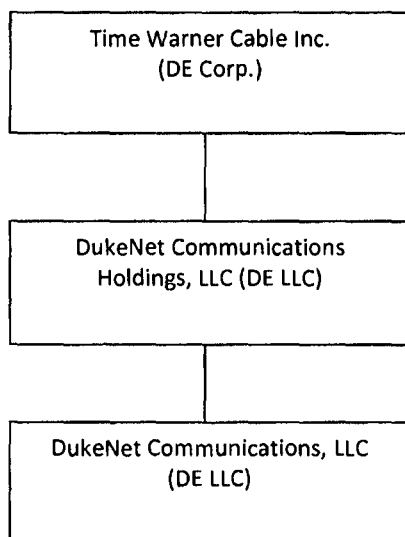 Time Warner Cable Inc.
(DE Corp.)
DukeNet Communications
Holdings, LLC (DE LLC)
DukeNet Communications, LLC
(DE LLC)